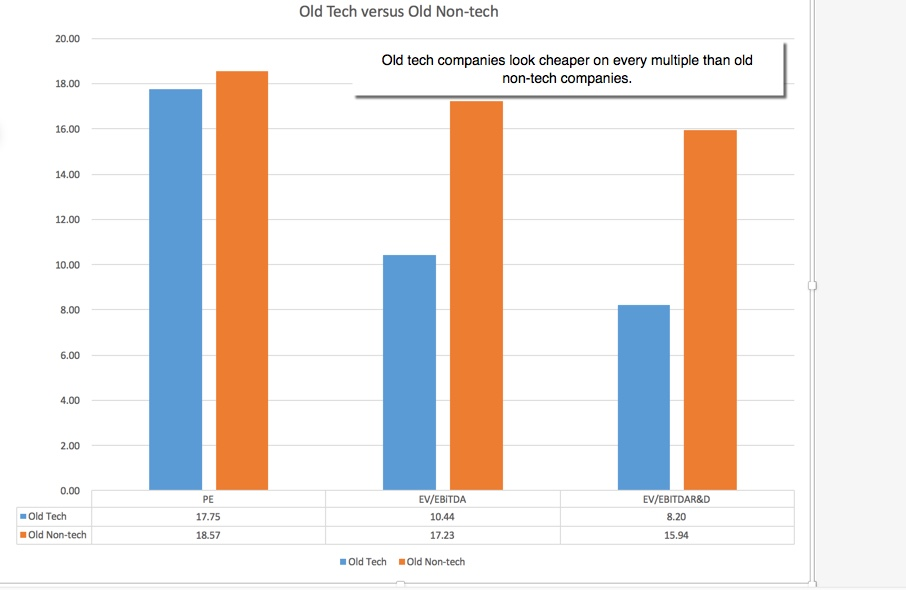 Old Tech versus Old Non-tech
Old tech companies look cheaper on every multiple than old
non-tech companies.
20.00
18.00
16.00
14.00
12.00
10.00
8.00
6.00
4.00
2.00
0.00
PE EV/EBITDA EV/EBITDAR&D
Old Tech 17.75 10.44 8.20
Old Non-tech 18.57 17.23 15.94
Old Tech Old Non-tech